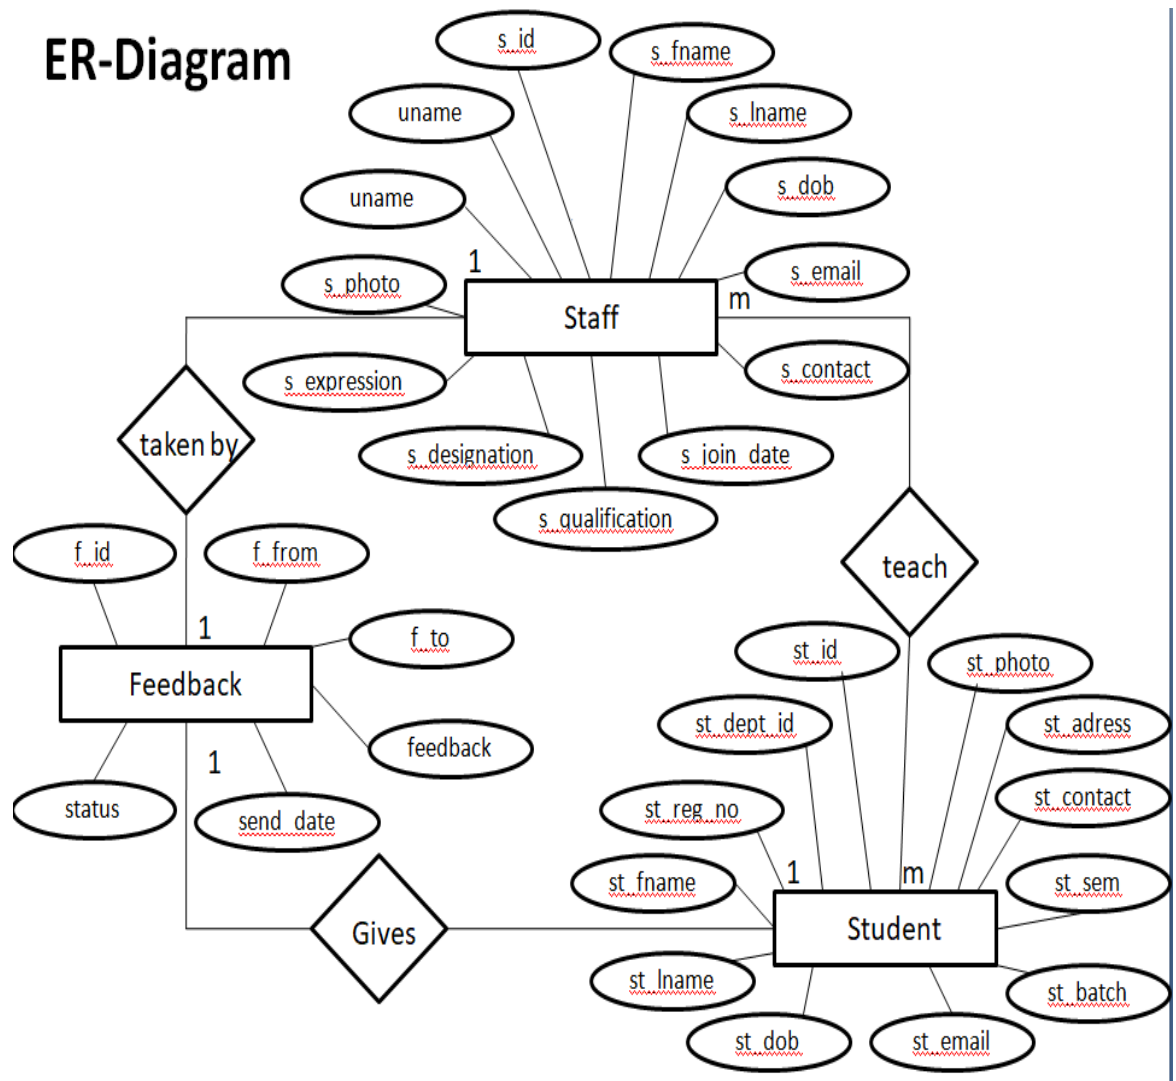 ER-Diagram
s_id
s_fname
uname
s_lname
uname
s_dob
1
s_email
s_photo
m
Staff
s_expression
s_contact
taken by
s_designation
s_join_date
s_qualification
f_id
f_from
teach
1
f_to
st_id
st_photo
Feedback
st_dept_id
st_adress
feedback
1
status
send_date
st_reg_no
st_contact
st_fname
1
m
st_sem
Gives
Student
st_lname
st_batch
st_dob
st_email